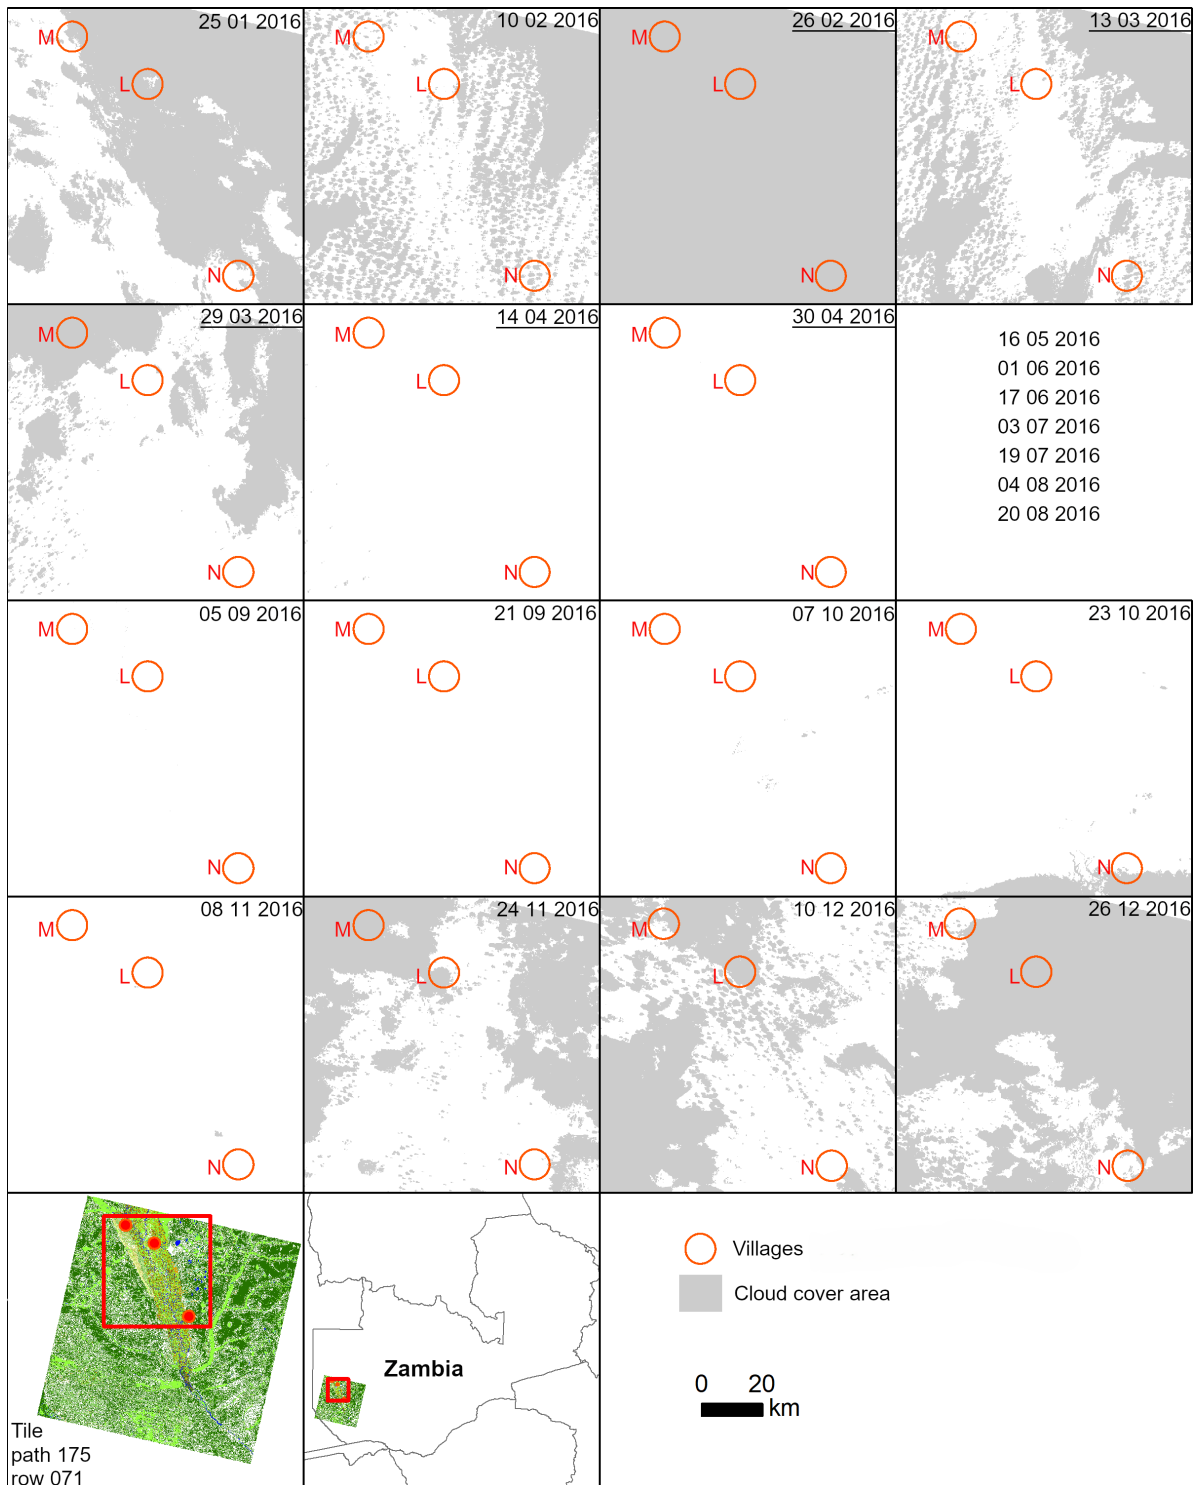 25 01 2016
M
L
N
10 02 2016
M
L
N
26 02 2016
M
L
N
13 03 2016
M
L
N
29 03 2016
M
L
N
14 04 2016
M
L
N
30 04 2016
M
L
N
16 05 2016
01 06 2016
17 06 2016
03 07 2016
19 07 2016
04 08 2016
20 08 2016
05 09 2016
M
L
N
21 09 2016
M
L
N
07 10 2016
M
L
N
23 10 2016
M
L
N
08 11 2016
M
L
N
24 11 2016
M
L
N
10 12 2016
M
L
N
26 12 2016
M
L
N
Tile
path 175
row 071
Zambia
Villages
Cloud cover area
0 20
km